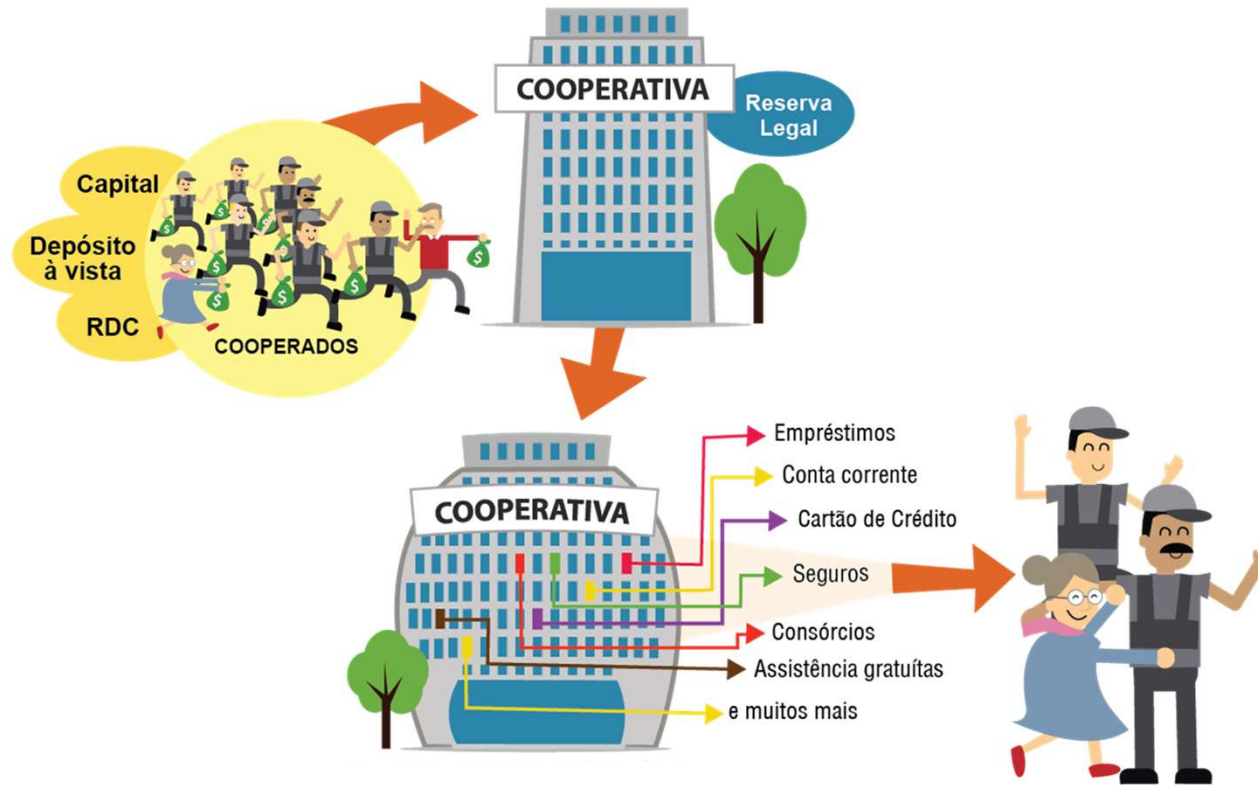 COOPERATIVA
Reserva
Legal
Capital
Depósito
à vista
RDC
COOPERADOS
COOPERATIVA
Empréstimos
Conta corrente
Cartão de Crédito
Seguros
Consórcios
Assistência gratuítas
e muitos mais